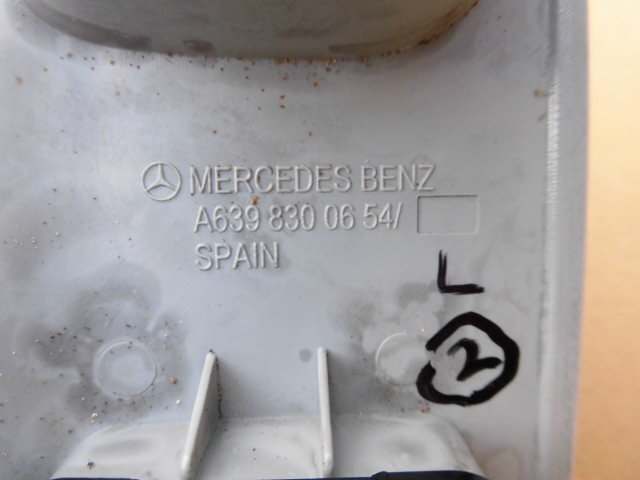 MERCEDES BENZ
A639 830 06 54/
SPAIN
L
2